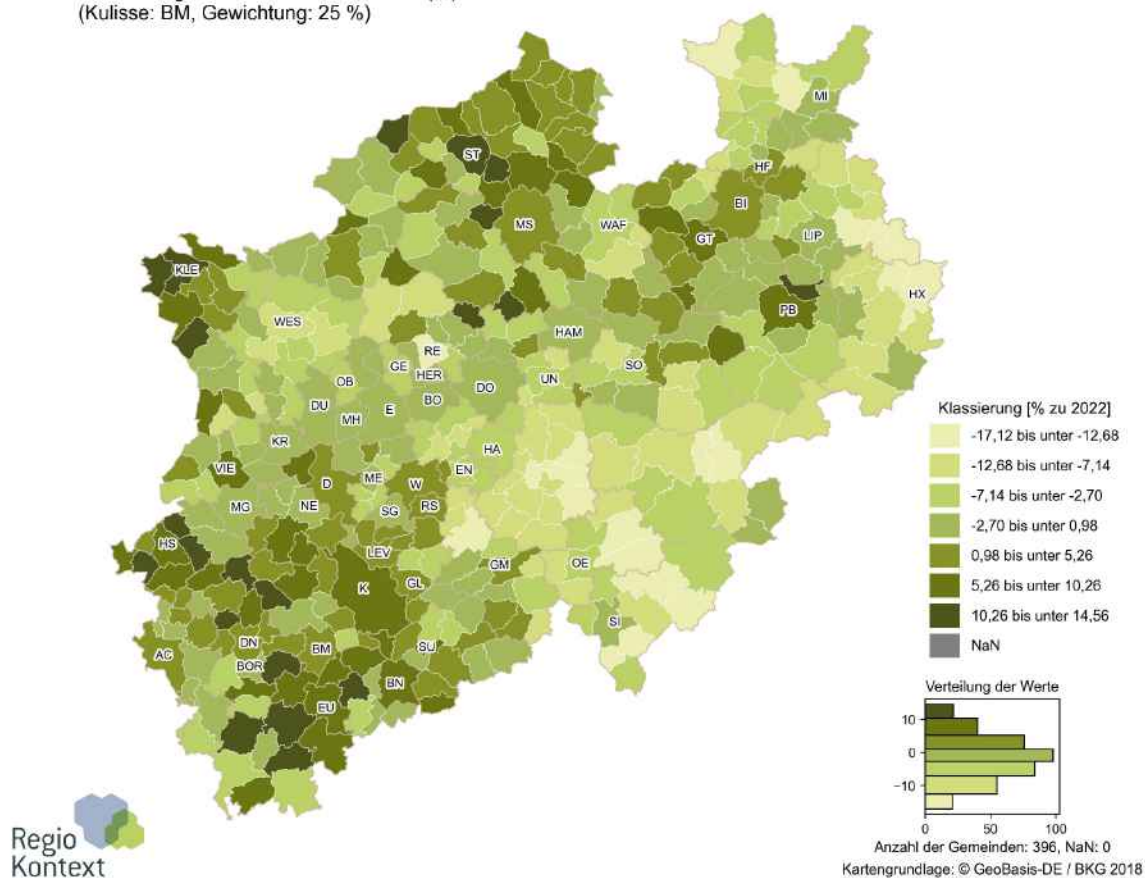 (Kulisse: BM, Gewichtung: 25 %)
MI
ST
HF
BI
MS
WAF
GT
LIP
KLE
HX
PB
WES
HAM
RE
SO
GE
HER
UN
OB
DO
DU
BO
E
MH
KR
HA
VIE
EN
ME
D
W
MG
NE
SG
RS
HS
LEV
GM
OE
GL
K
SI
DN
BM
SU
AC
BOR
BN
EU
Klassierung [% zu 2022]
-17,12 bis unter -12,68
-12,68 bis unter -7,14
-7,14 bis unter -2,70
-2,70 bis unter 0,98
0,98 bis unter 5,26
5,26 bis unter 10,26
10,26 bis unter 14,56
NaN
Verteilung der Werte
10
0
−10
0 50 100
Anzahl der Gemeinden: 396, NaN: 0
Kartengrundlage: © GeoBasis-DE / BKG 2018
Regio
Kontext